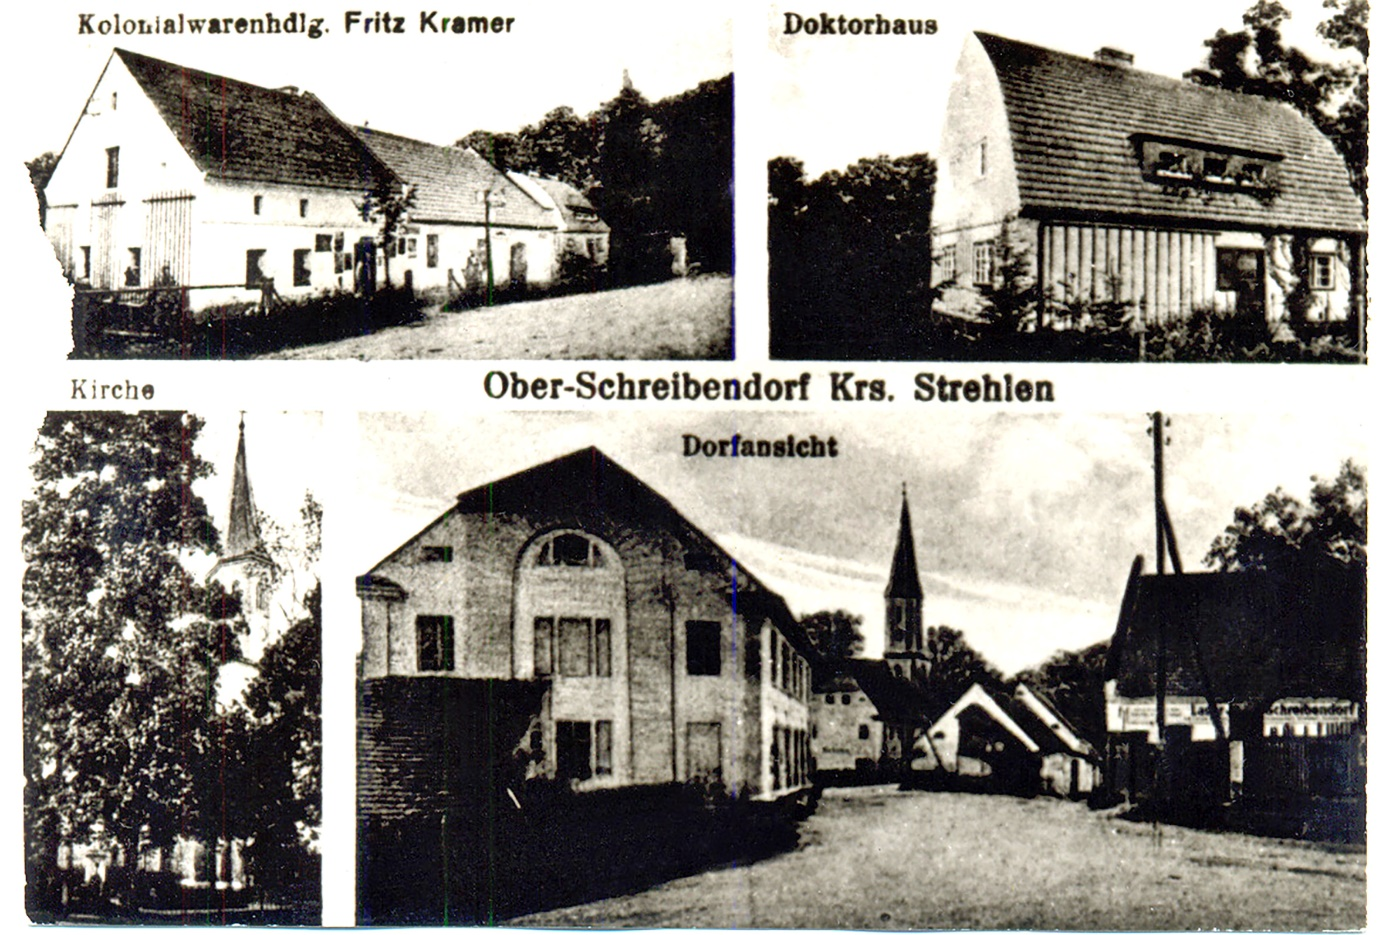 Kolonialwarenhdlg. Fritz Kramer
Doktorhaus
Kirche
Ober-Schreibendorf Krs. Strehlen
Dorfansicht
Schreibendorf